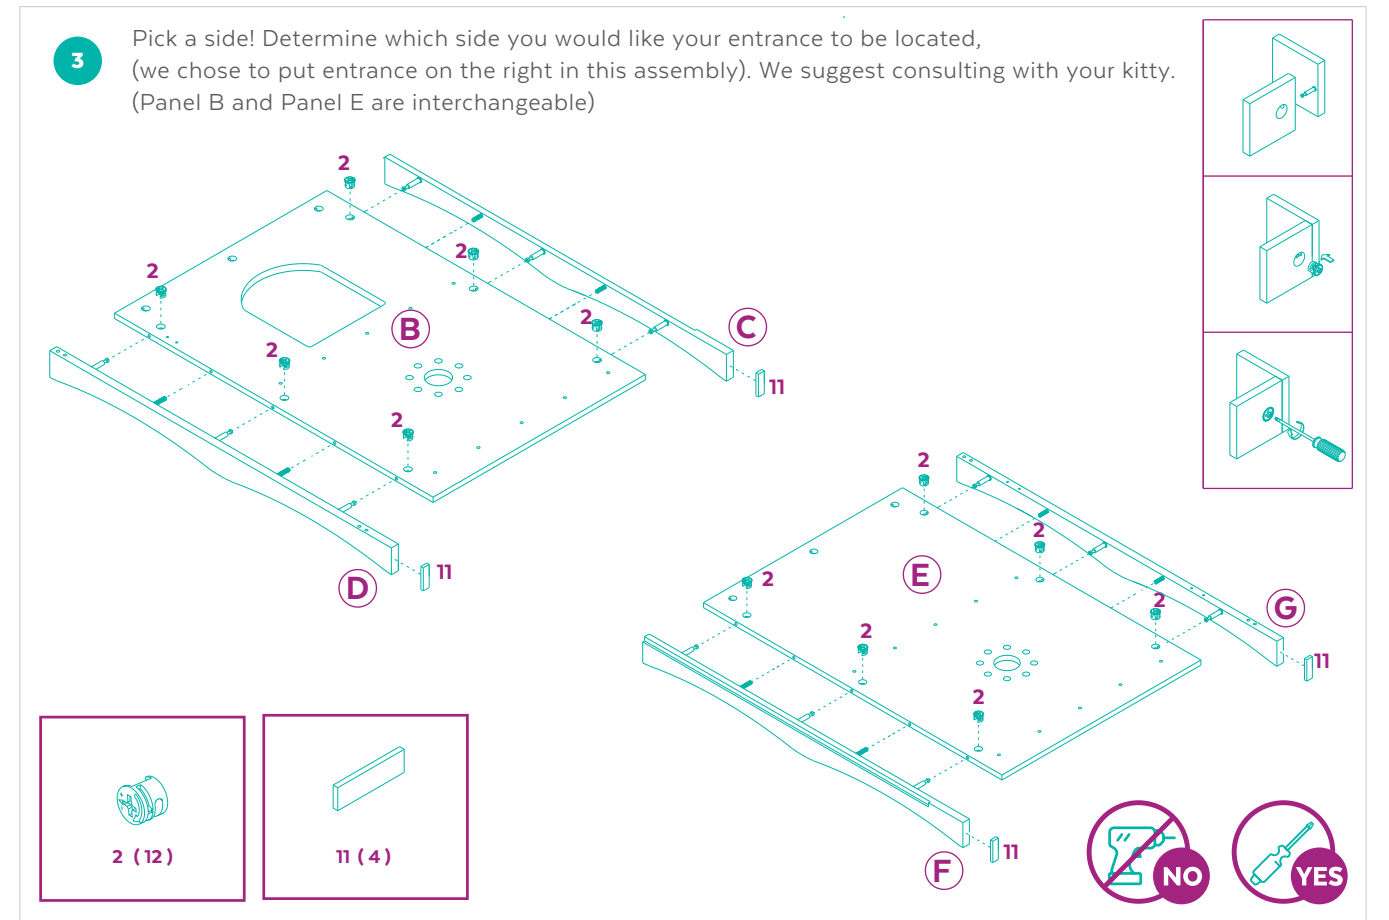 3
Pick a side! Determine which side you would like your entrance to be located,
(we chose to put entrance on the right in this assembly). We suggest consulting with your kitty.
(Panel B and Panel E are interchangeable)
2
2
2
2
2
2
B
C
11
D
11
2
2
2
2
2
2
E
G
11
F
11
2 (12)
11 (4)
NO
YES